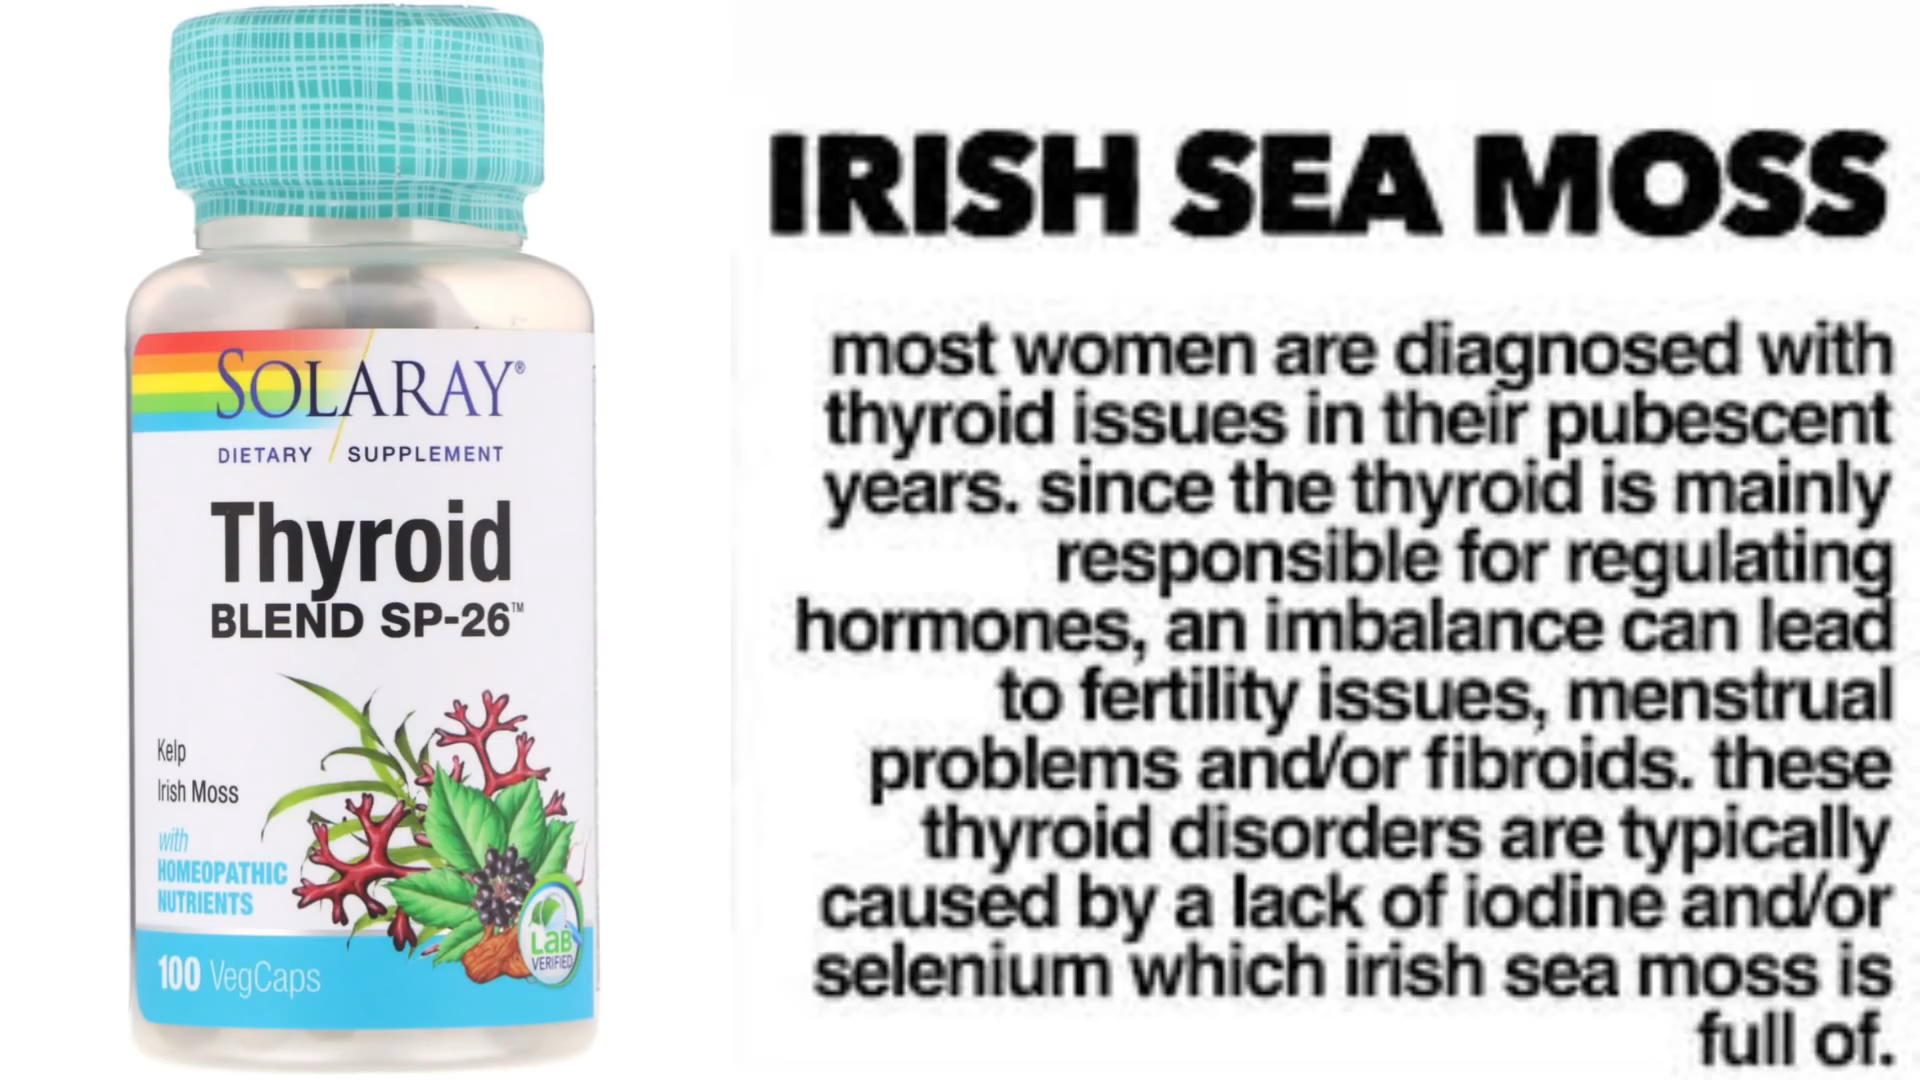 SOLARAY®
DIETARY SUPPLEMENT
Thyroid
BLEND SP-26™
Kelp
Irish Moss
with
HOMEOPATHIC
NUTRIENTS
LaB
VERIFIED
100 VegCaps
IRISH SEA MOSS
most women are diagnosed with
thyroid issues in their pubescent
years. since the thyroid is mainly
responsible for regulating
hormones, an imbalance can lead
to fertility issues, menstrual
problems and/or fibroids. these
thyroid disorders are typically
caused by a lack of iodine and/or
selenium which irish sea moss is
full of.